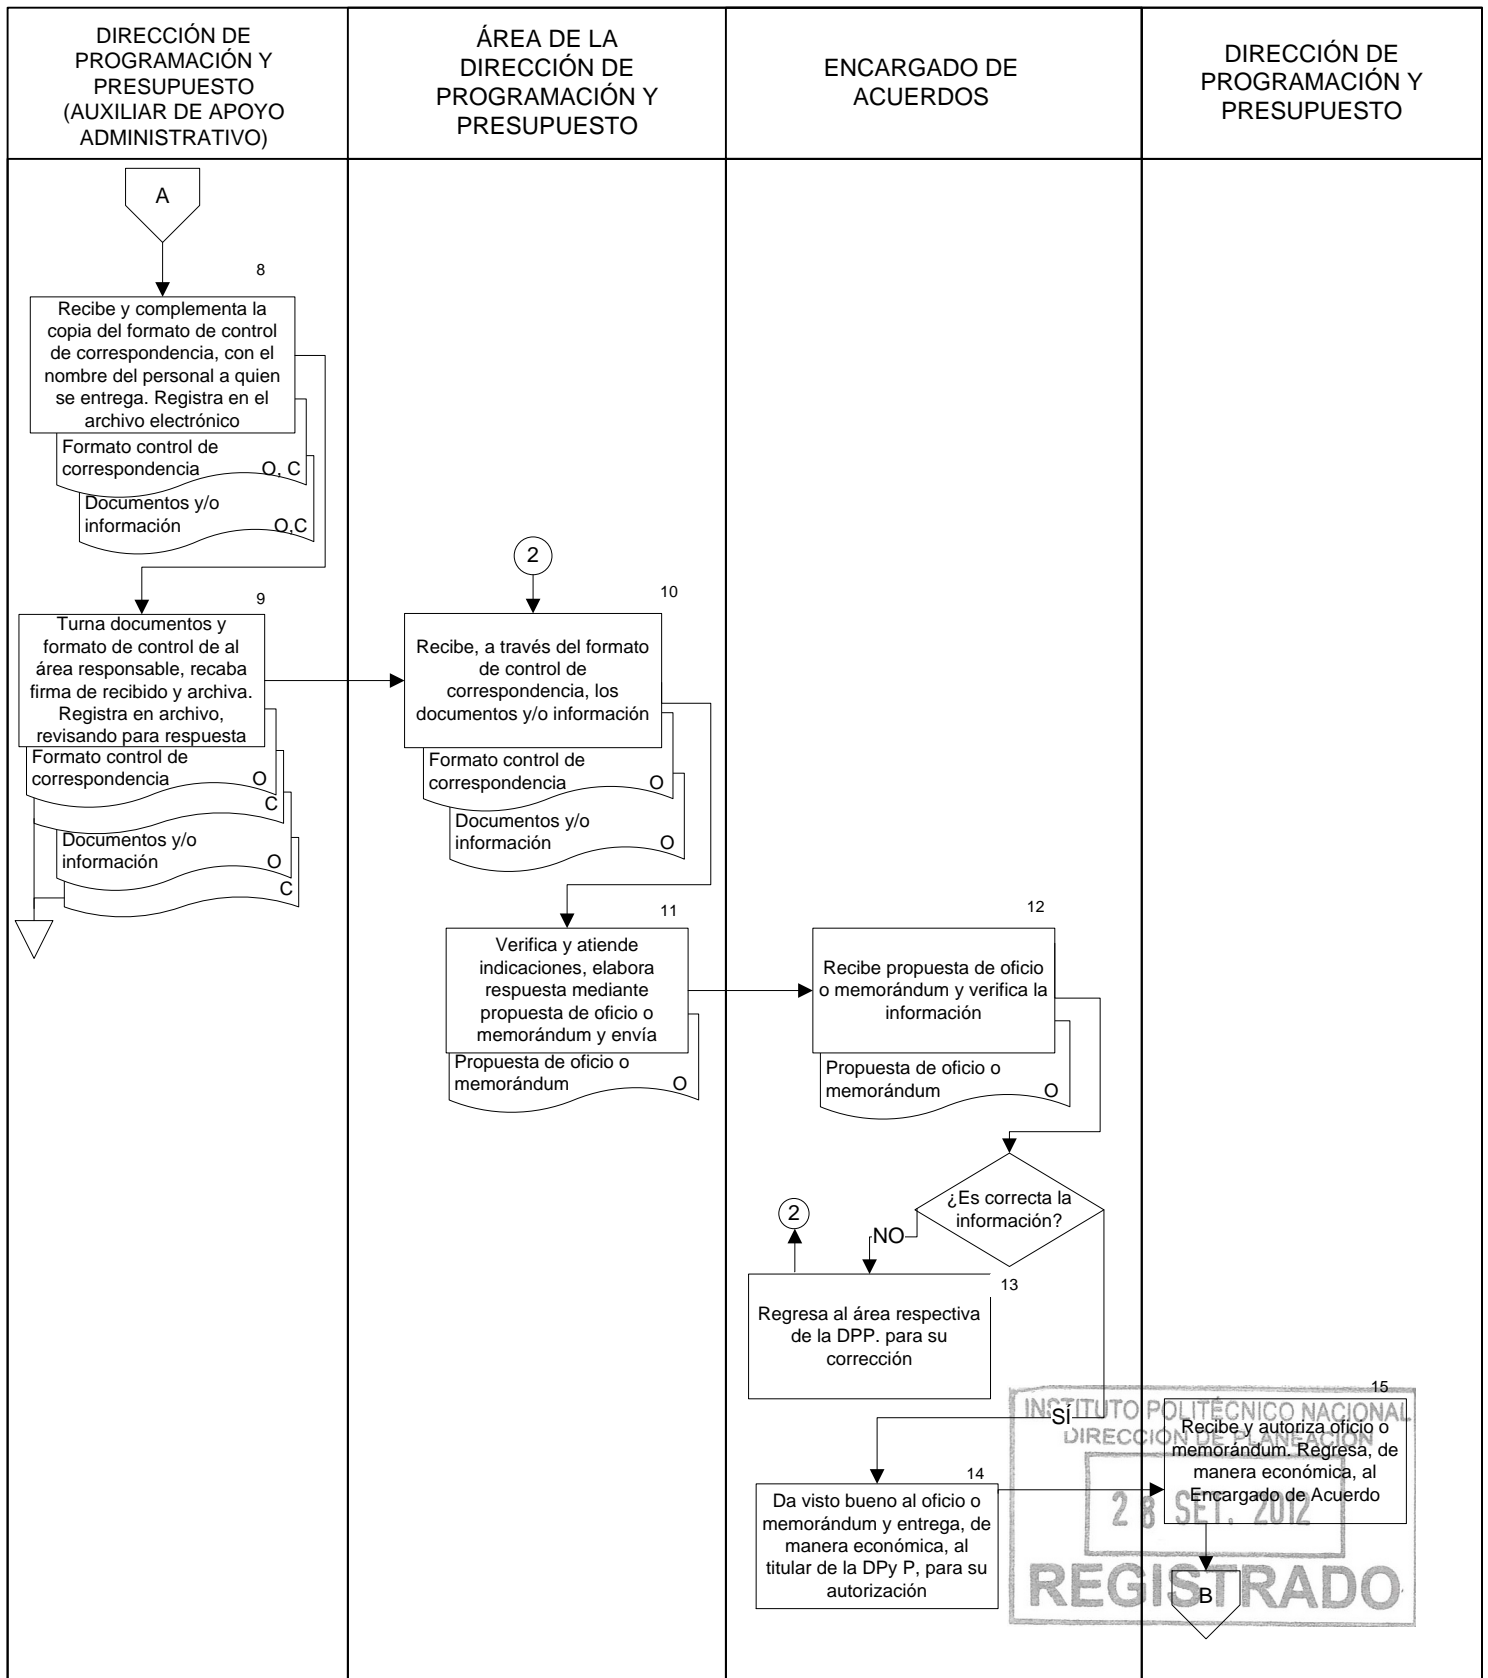 DIRECCIÓN DE
PROGRAMACIÓN Y
PRESUPUESTO
(AUXILIAR DE APOYO
ADMINISTRATIVO)
ÁREA DE LA
DIRECCIÓN DE
PROGRAMACIÓN Y
PRESUPUESTO
ENCARGADO DE
ACUERDOS
DIRECCIÓN DE
PROGRAMACIÓN Y
PRESUPUESTO
A
8
Recibe y complementa la
copia del formato de control
de correspondencia, con el
nombre del personal a quien
se entrega. Registra en el
archivo electrónico
Formato control de
correspondencia O, C
Documentos y/o
información O,C
9
Turna documentos y
formato de control de al
área responsable, recaba
firma de recibido y archiva.
Registra en archivo,
revisando para respuesta
Formato control de
correspondencia O
C
Documentos y/o
información O
C
2
10
Recibe, a través del formato
de control de
correspondencia, los
documentos y/o información
Formato control de
correspondencia O
Documentos y/o
información O
11
Verifica y atiende
indicaciones, elabora
respuesta mediante
propuesta de oficio o
memorándum y envía
Propuesta de oficio o
memorándum O
12
Recibe propuesta de oficio
o memorándum y verifica la
información
Propuesta de oficio o
memorándum O
¿Es correcta la
información?
NO
2
13
Regresa al área respectiva
de la DPP. para su
corrección
SÍ
14
Da visto bueno al oficio o
memorándum y entrega, de
manera económica, al
titular de la DPy P, para su
autorización
15
Recibe y autoriza oficio o
memorándum. Regresa, de
manera económica, al
Encargado de Acuerdo
B
INSTITUTO POLITÉCNICO NACIONAL
DIRECCIÓN DE PLANEACIÓN
28 SET. 2012
REGISTRADO